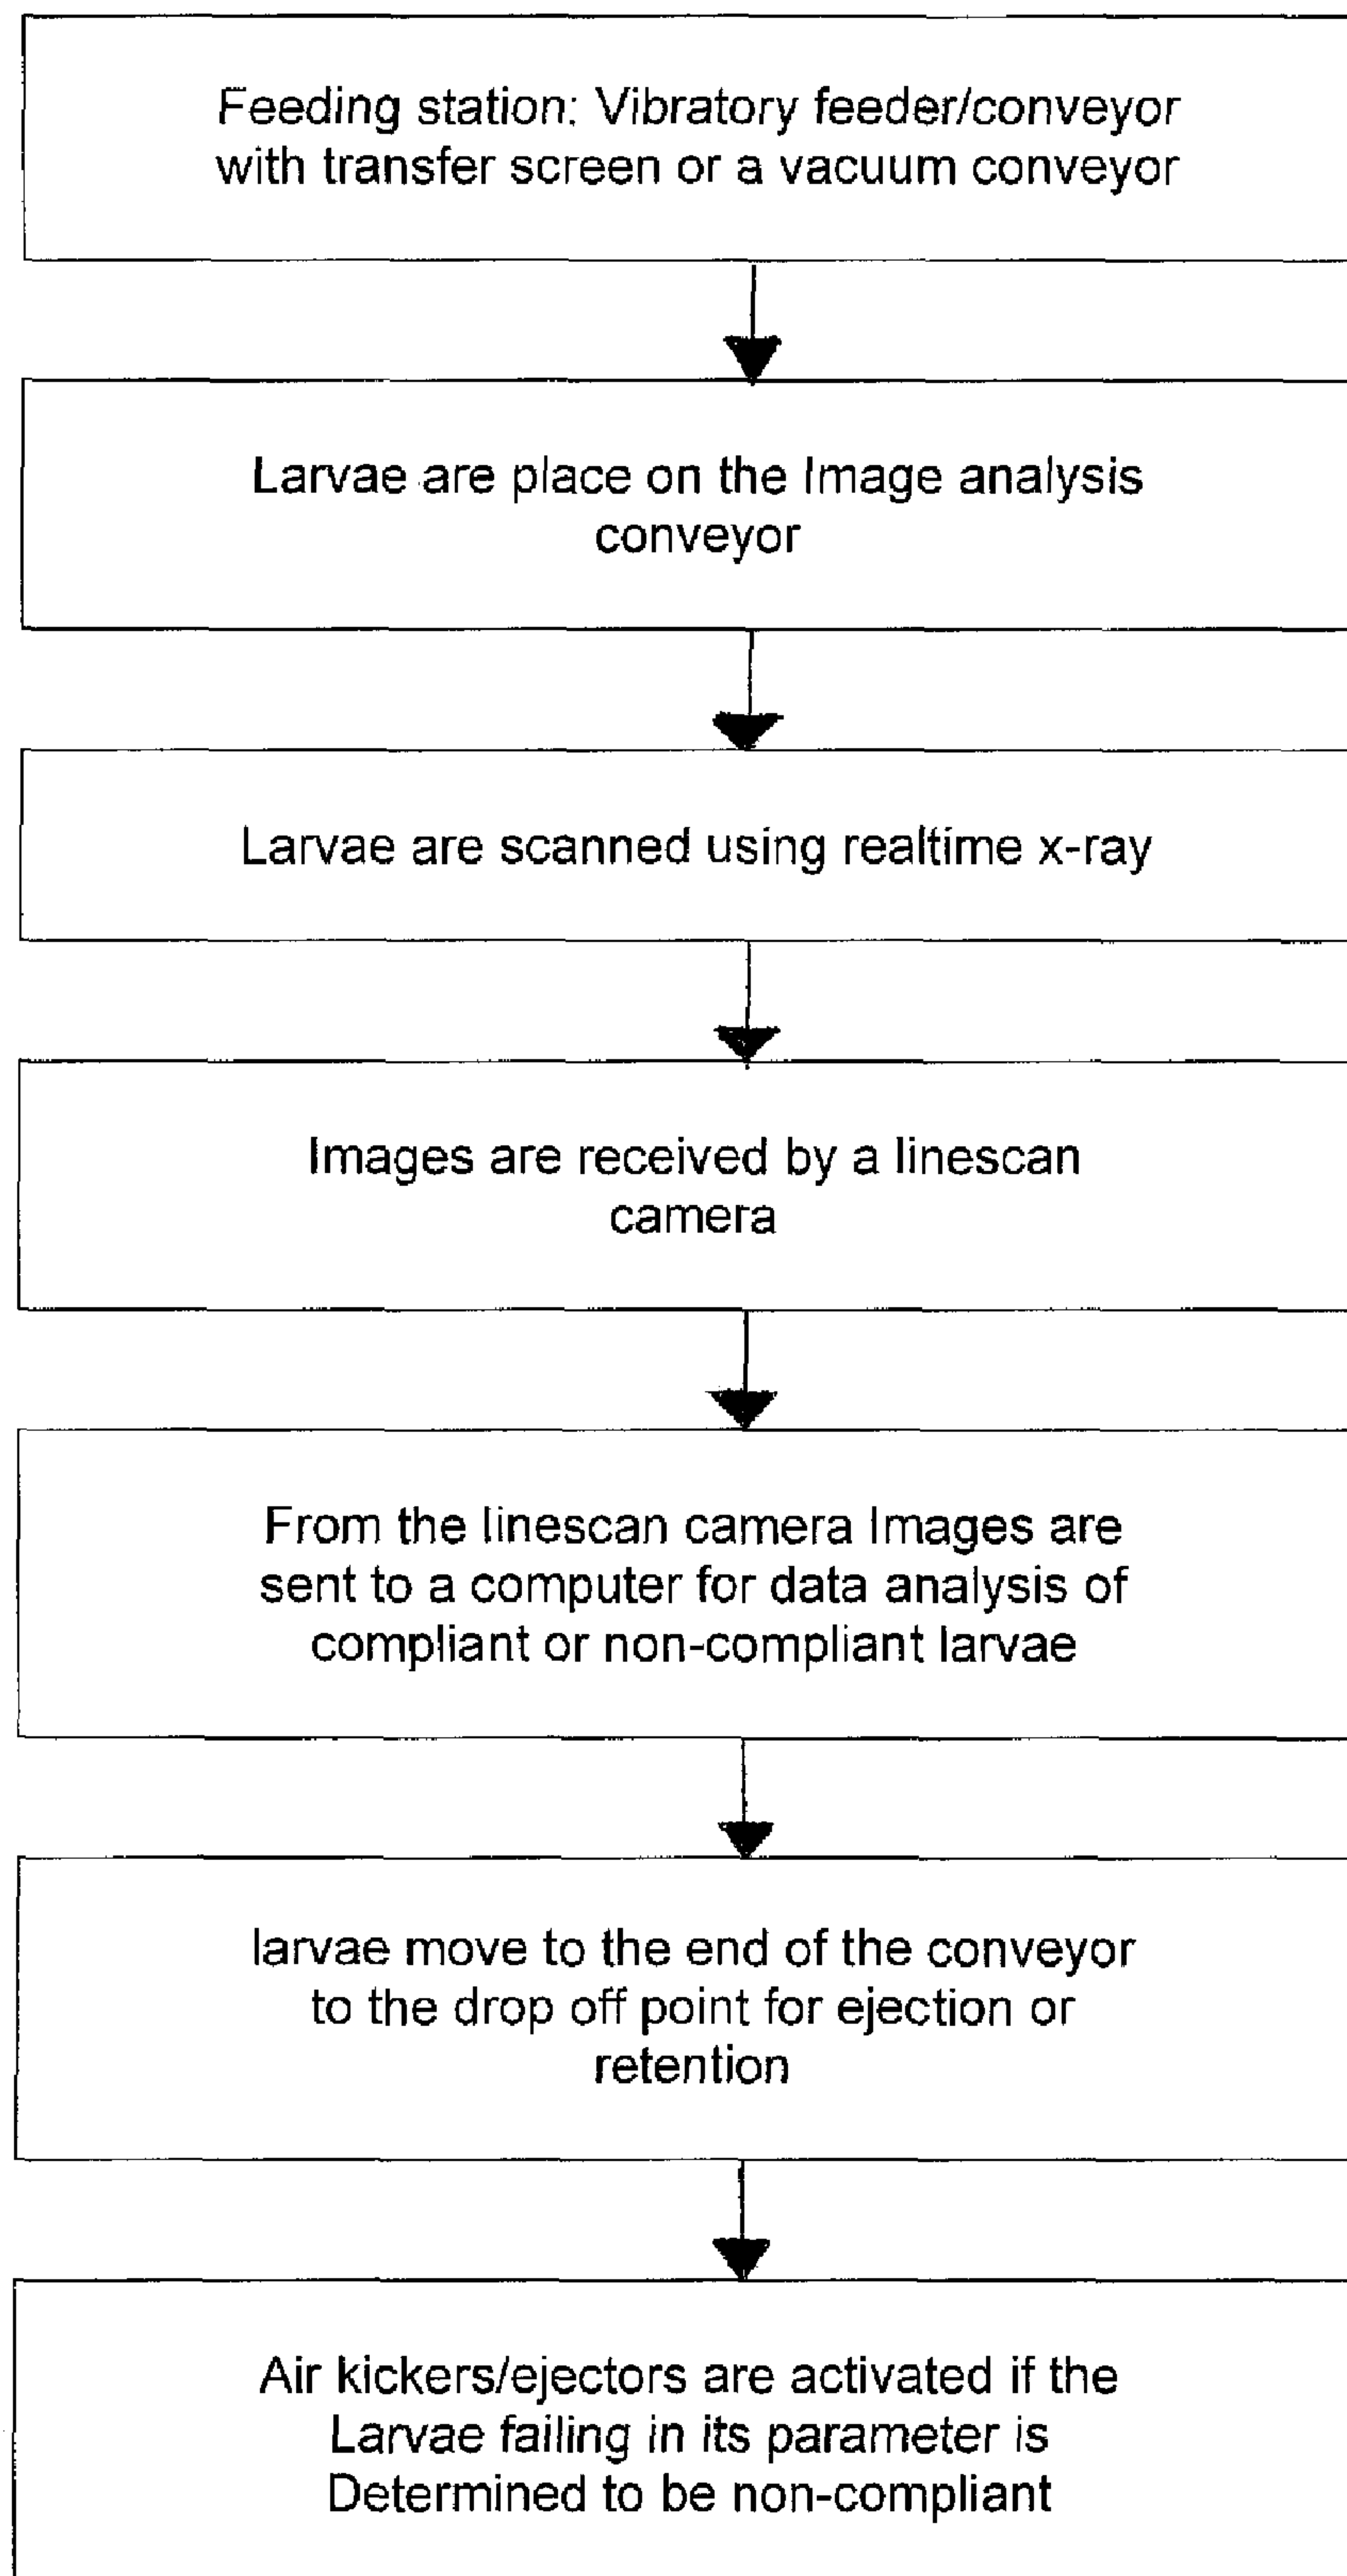 Feeding station: Vibratory feeder/conveyor
with transfer screen or a vacuum conveyor
Larvae are place on the Image analysis
conveyor
Larvae are scanned using realtime x-ray
Images are received by a linescan
camera
From the linescan camera Images are
sent to a computer for data analysis of
compliant or non-compliant larvae
larvae move to the end of the conveyor
to the drop off point for ejection or
retention
Air kickers/ejectors are activated if the
Larvae failing in its parameter is
Determined to be non-compliant